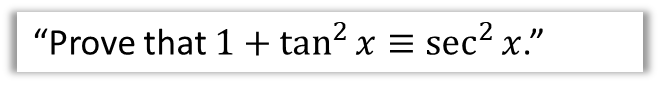 “Prove that 1 + tan² x ≡ sec² x.”